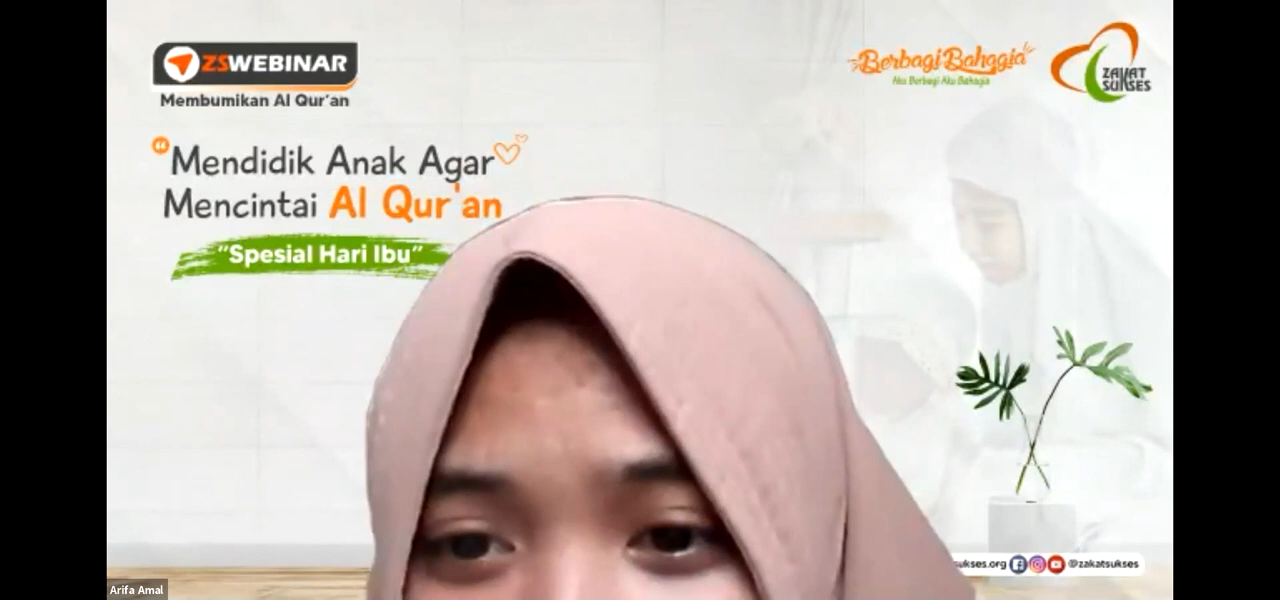 ZSWEBINAR
Membumikan Al Qur'an
Berbagi Bahagia
Aku Berbagi Aku Bahagia
ZAKAT
SUKSES
“Mendidik Anak Agar
Mencintai Al Qur'an
“Spesial Hari Ibu”
sukses.org @zakatsukses
Arifa Amal